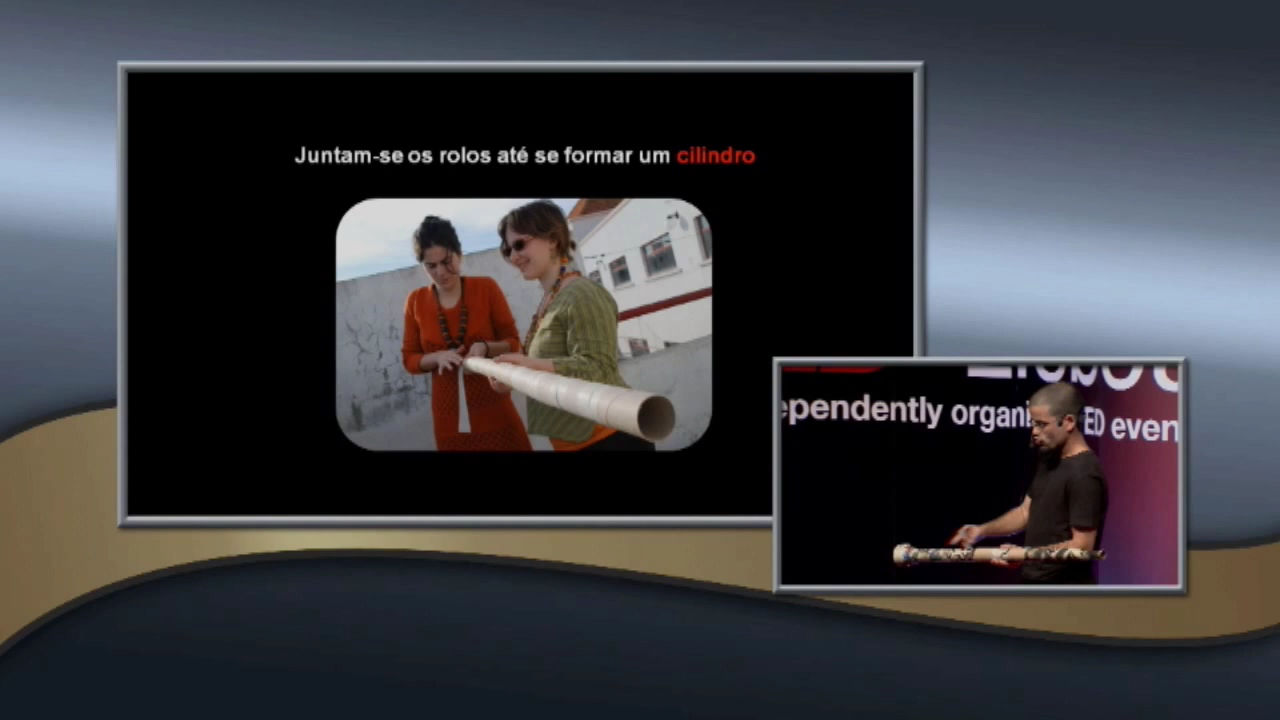 Juntam-se os rolos até se formar um cilindro
ependently organi ED even